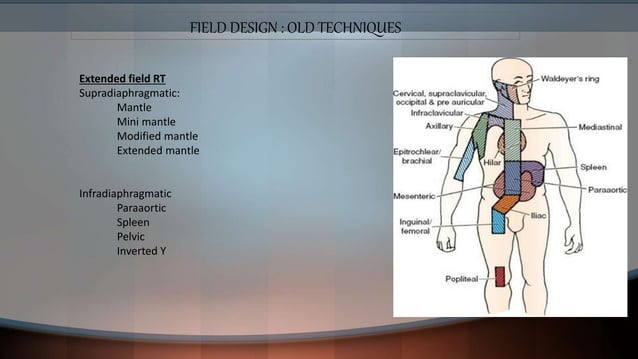 FIELD DESIGN : OLD TECHNIQUES
Extended field RT
Supradiaphragmatic:
Mantle
Mini mantle
Modified mantle
Extended mantle
Infradiaphragmatic
Paraaortic
Spleen
Pelvic
Inverted Y
Waldeyer's ring
Cervical, supraclavicular,
occipital & pre auricular
Infraclavicular
Axillary
Mediastinal
Epitrochlear/
brachial
Hilar
Spleen
Mesenteric
Paraaortic
Iliac
Inguinal/
femoral
Popliteal